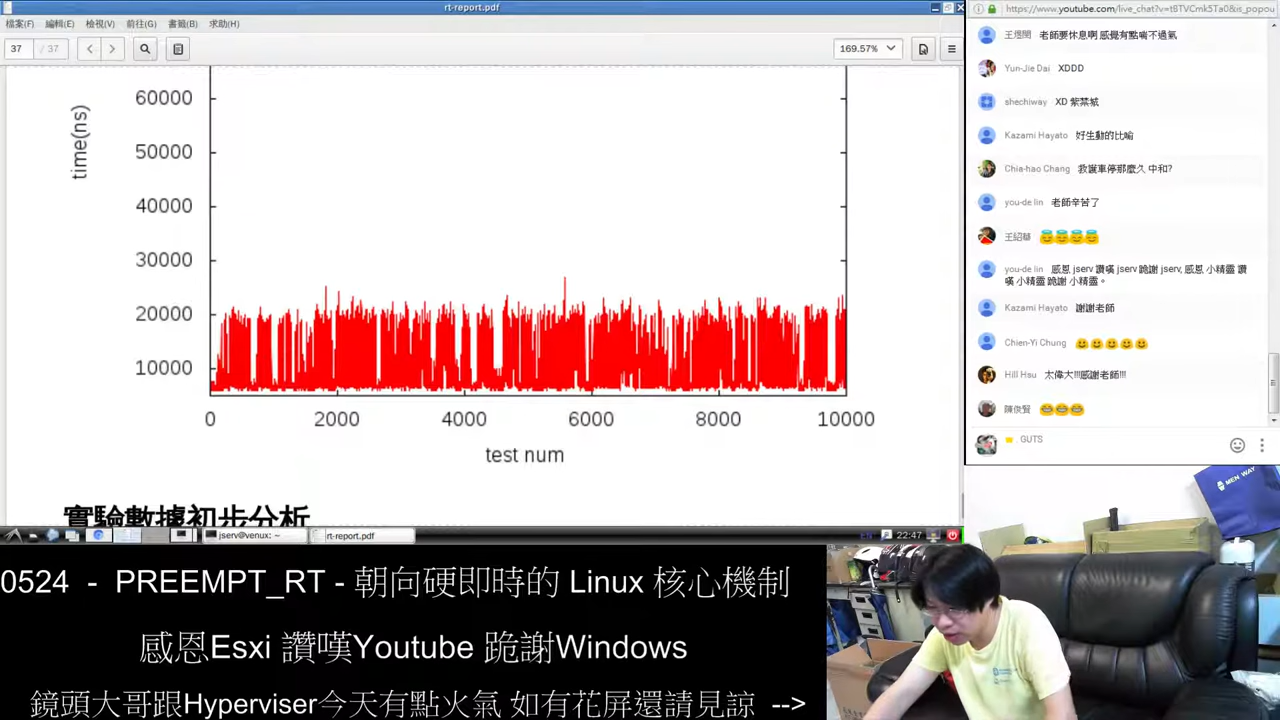 rt-report.pdf
檔案(F) 編輯(E) 檢視(V) 前往(G) 書籤(B) 求助(H)
37 / 37
169.57%
time(ns)
60000
50000
40000
30000
20000
10000
0 2000 4000 6000 8000 10000
test num
實驗數據初步分析
jserv@venux: ~
rt-report.pdf
EN
22:47
https://www.youtube.com/live_chat?v=tBTVCmk5Ta0&is_popou
王煜閔 老師要休息啊 感覺有點喘不過氣
Yun-Jie Dai XDDD
shechiway XD 紫禁城
Kazami Hayato 好生動的比喻
Chia-hao Chang 救護車停那麼久 中和?
you-de lin 老師辛苦了
王紹華 😇😇😇😇
you-de lin 感恩 jserv 讚嘆 jserv 跪謝 jserv, 感恩 小精靈 讚
嘆 小精靈 跪謝 小精靈。
Kazami Hayato 謝謝老師
Chien-Yi Chung 😊😊😊😊😊
Hill Hsu 太偉大!!!感謝老師!!!
陳俊賢 😂😂😂
GUTS
MEN WAY
0524 - PREEMPT_RT - 朝向硬即時的 Linux 核心機制
感恩Esxi 讚嘆Youtube 跪謝Windows
鏡頭大哥跟Hyperviser今天有點火氣 如有花屏還請見諒 -->